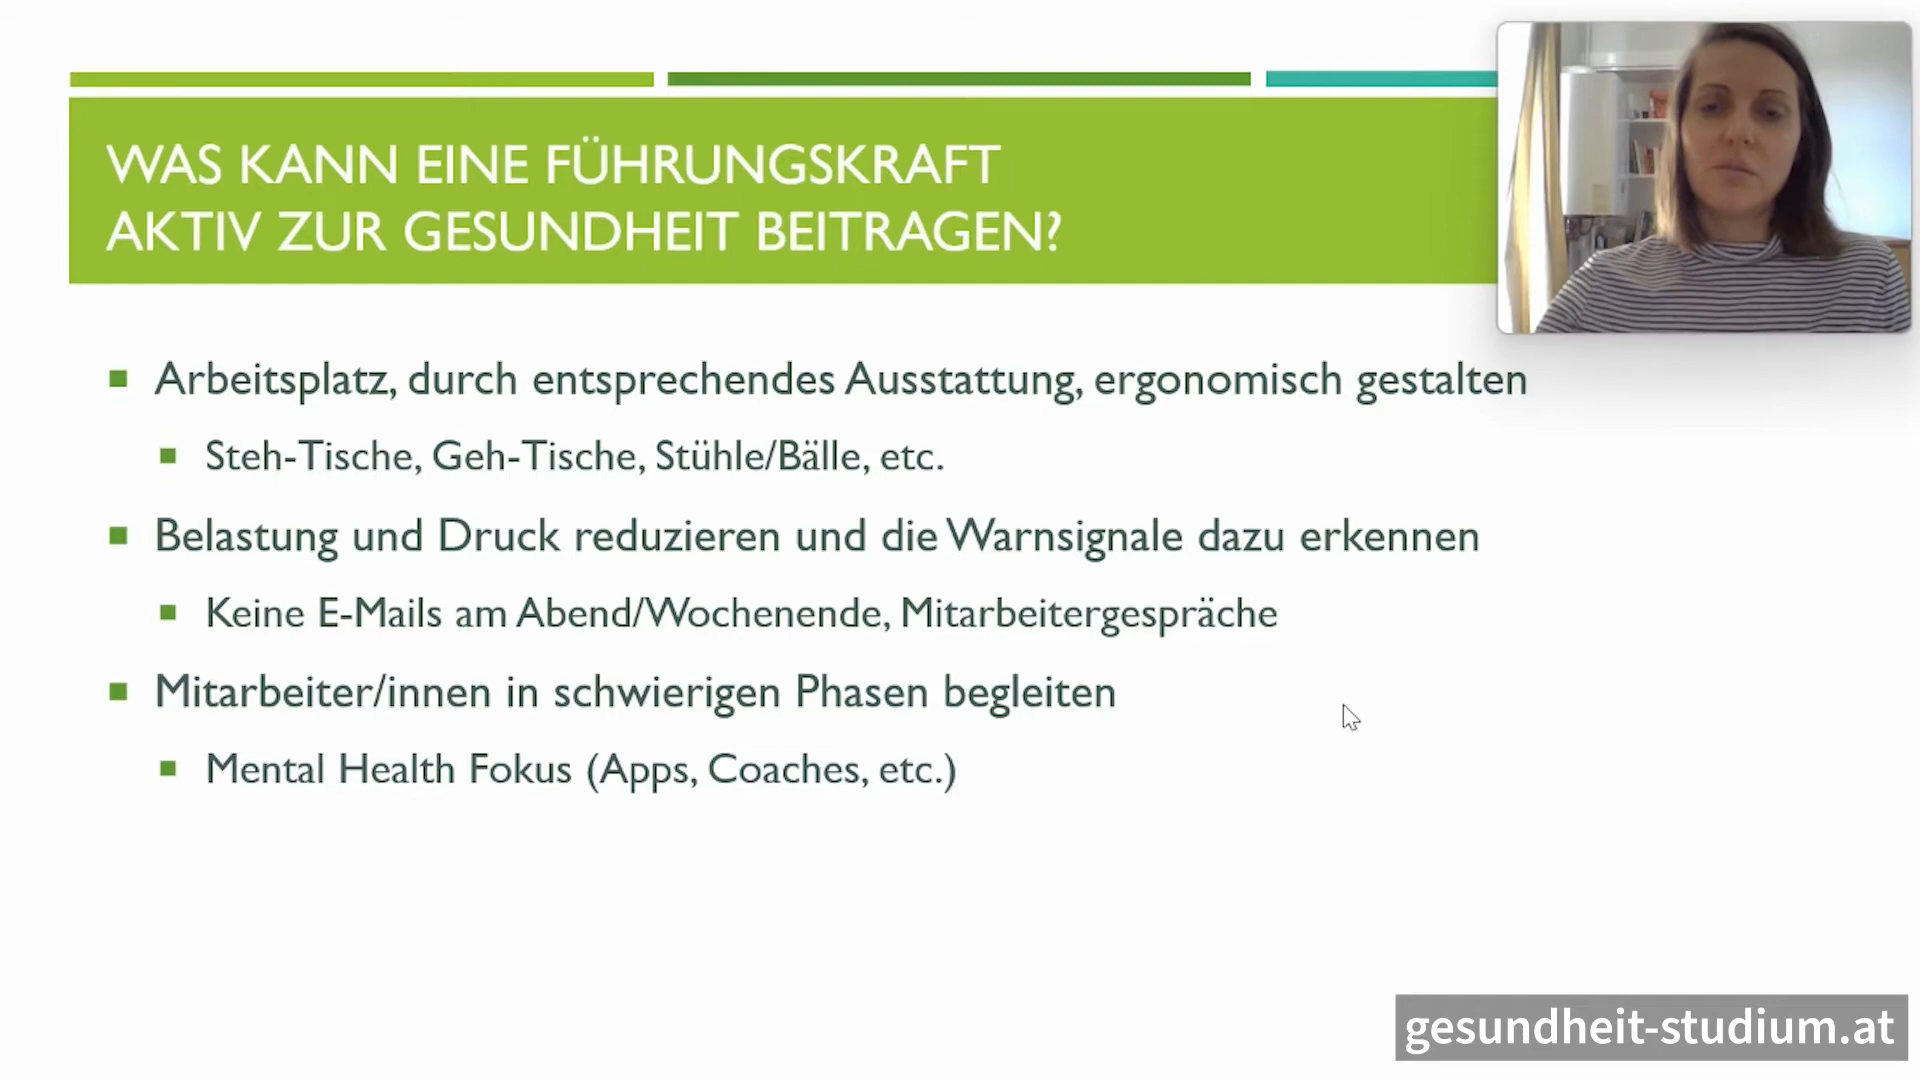 WAS KANN EINE FÜHRUNGSKRAFT
AKTIV ZUR GESUNDHEIT BEITRAGEN?
Arbeitsplatz, durch entsprechendes Ausstattung, ergonomisch gestalten
Steh-Tische, Geh-Tische, Stühle/Bälle, etc.
Belastung und Druck reduzieren und die Warnsignale dazu erkennen
Keine E-Mails am Abend/Wochenende, Mitarbeitergespräche
Mitarbeiter/innen in schwierigen Phasen begleiten
Mental Health Fokus (Apps, Coaches, etc.)
gesundheit-studium.at